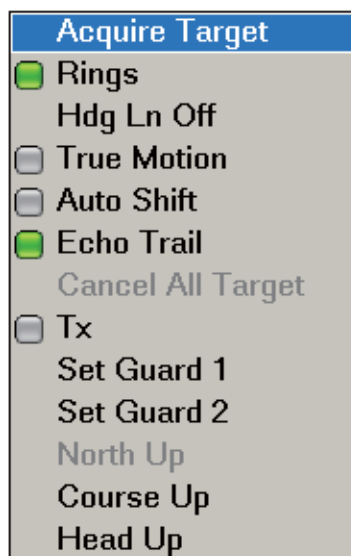 Acquire Target
Rings
Hdg Ln Off
True Motion
Auto Shift
Echo Trail
Cancel All Target
Tx
Set Guard 1
Set Guard 2
North Up
Course Up
Head Up